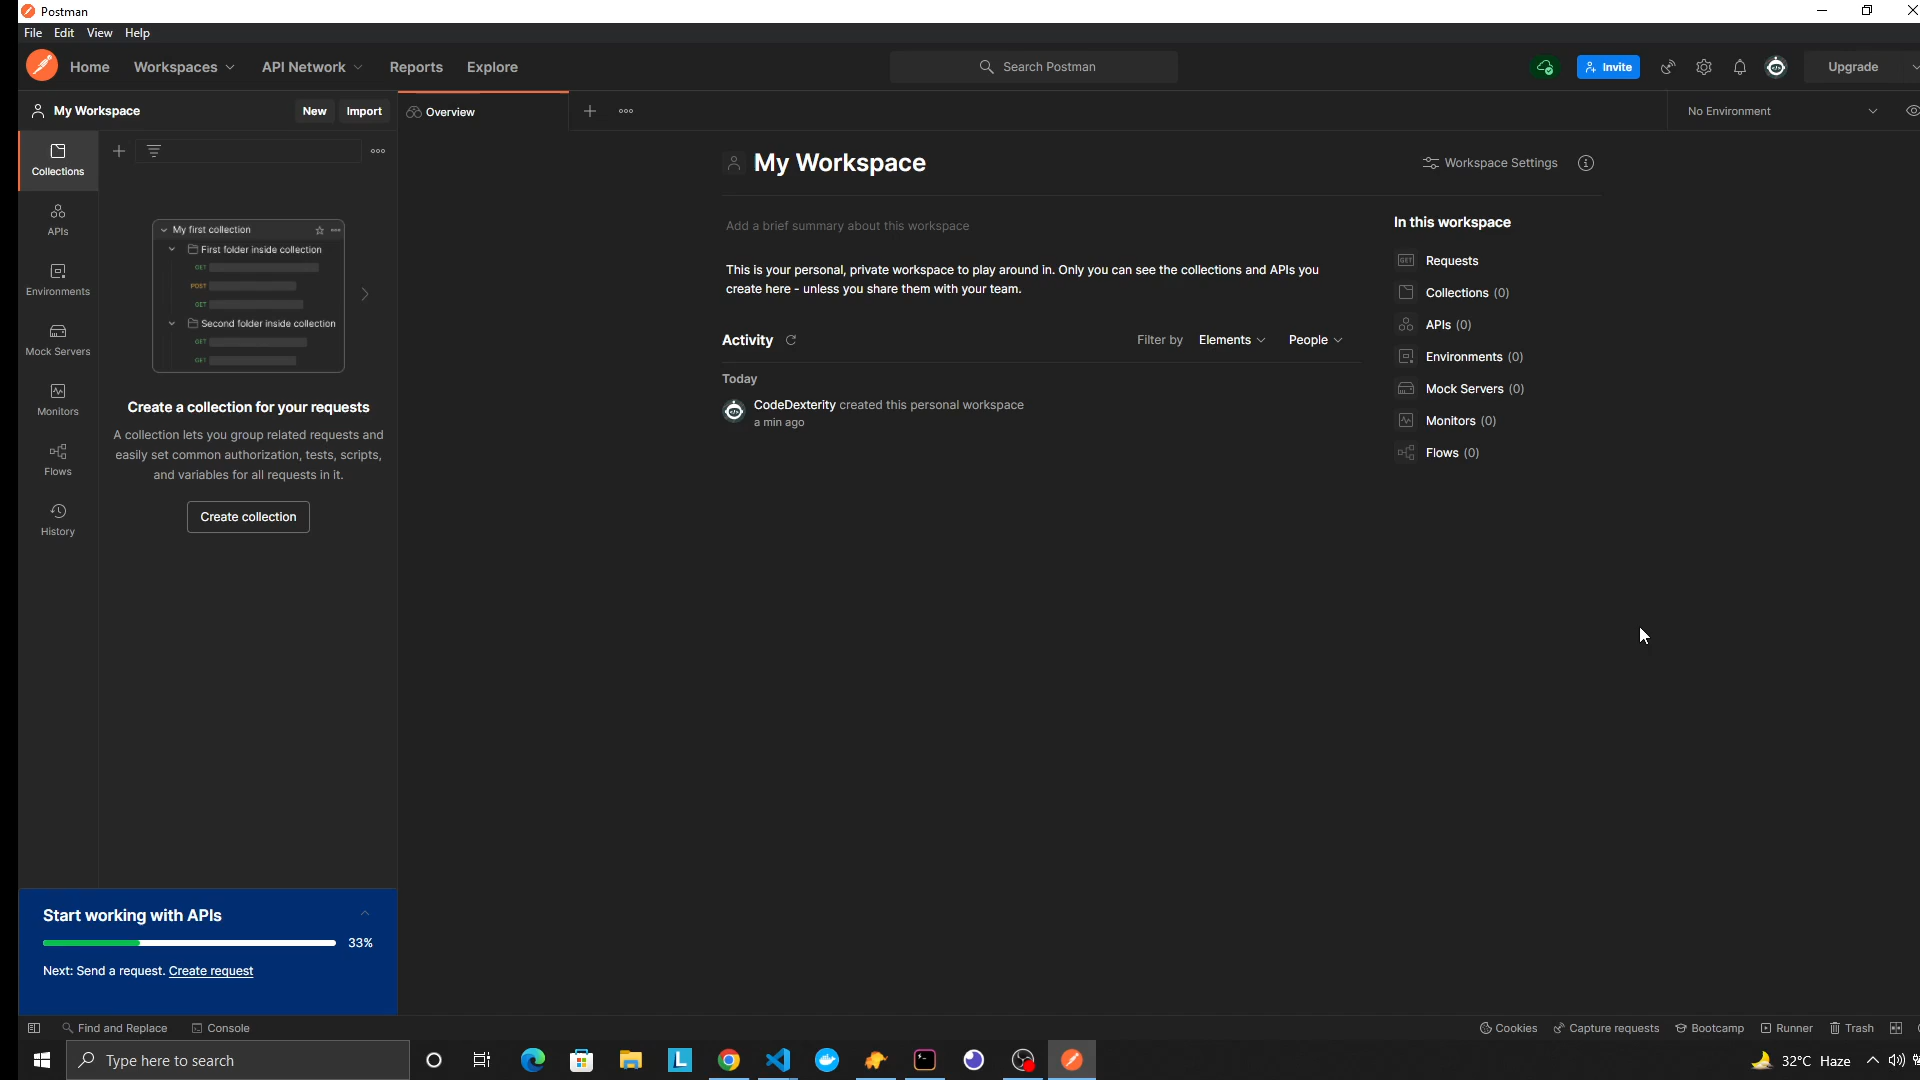 Postman
File Edit View Help
Home Workspaces API Network Reports Explore Search Postman Invite Upgrade
My Workspace New Import Overview No Environment
Collections
APIs
Environments
Mock Servers
Monitors
Flows
History
My first collection
First folder inside collection
GET
POST
GET
Second folder inside collection
GET
GET
Create a collection for your requests
A collection lets you group related requests and
easily set common authorization, tests, scripts,
and variables for all requests in it.
Create collection
My Workspace
Workspace Settings
Add a brief summary about this workspace
This is your personal, private workspace to play around in. Only you can see the collections and APIs you
create here - unless you share them with your team.
Activity Filter by Elements People
Today
CodeDexterity created this personal workspace
a min ago
In this workspace
GET Requests
Collections (0)
APIs (0)
Environments (0)
Mock Servers (0)
Monitors (0)
Flows (0)
Start working with APIs
33%
Next: Send a request. Create request
Find and Replace Console Cookies Capture requests Bootcamp Runner Trash
Type here to search L 32°C Haze